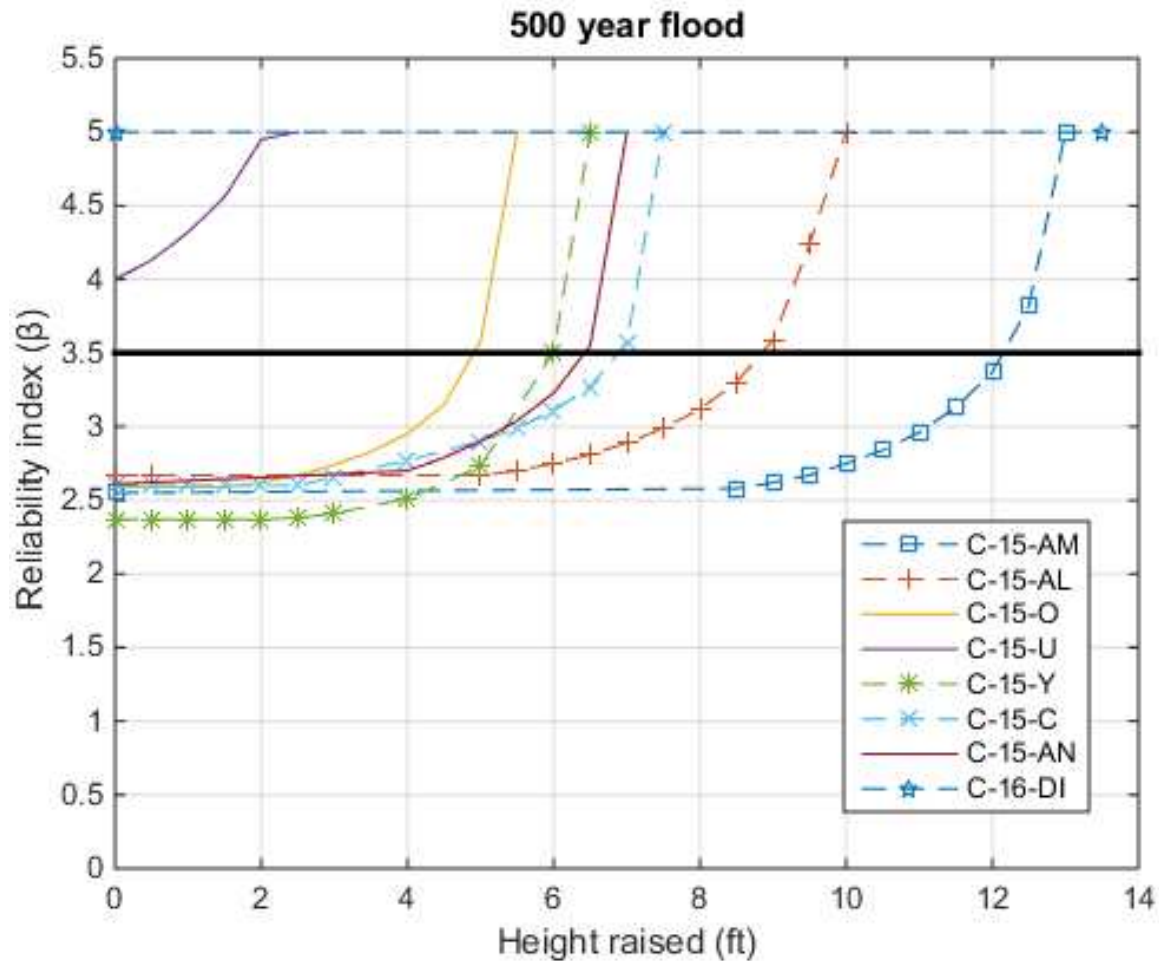 500 year flood
5.5
5
4.5
4
3.5
3
2.5
2
1.5
1
0.5
0
Reliability index (β)
C-15-AM
C-15-AL
C-15-O
C-15-U
C-15-Y
C-15-C
C-15-AN
C-16-DI
0 2 4 6 8 10 12 14
Height raised (ft)